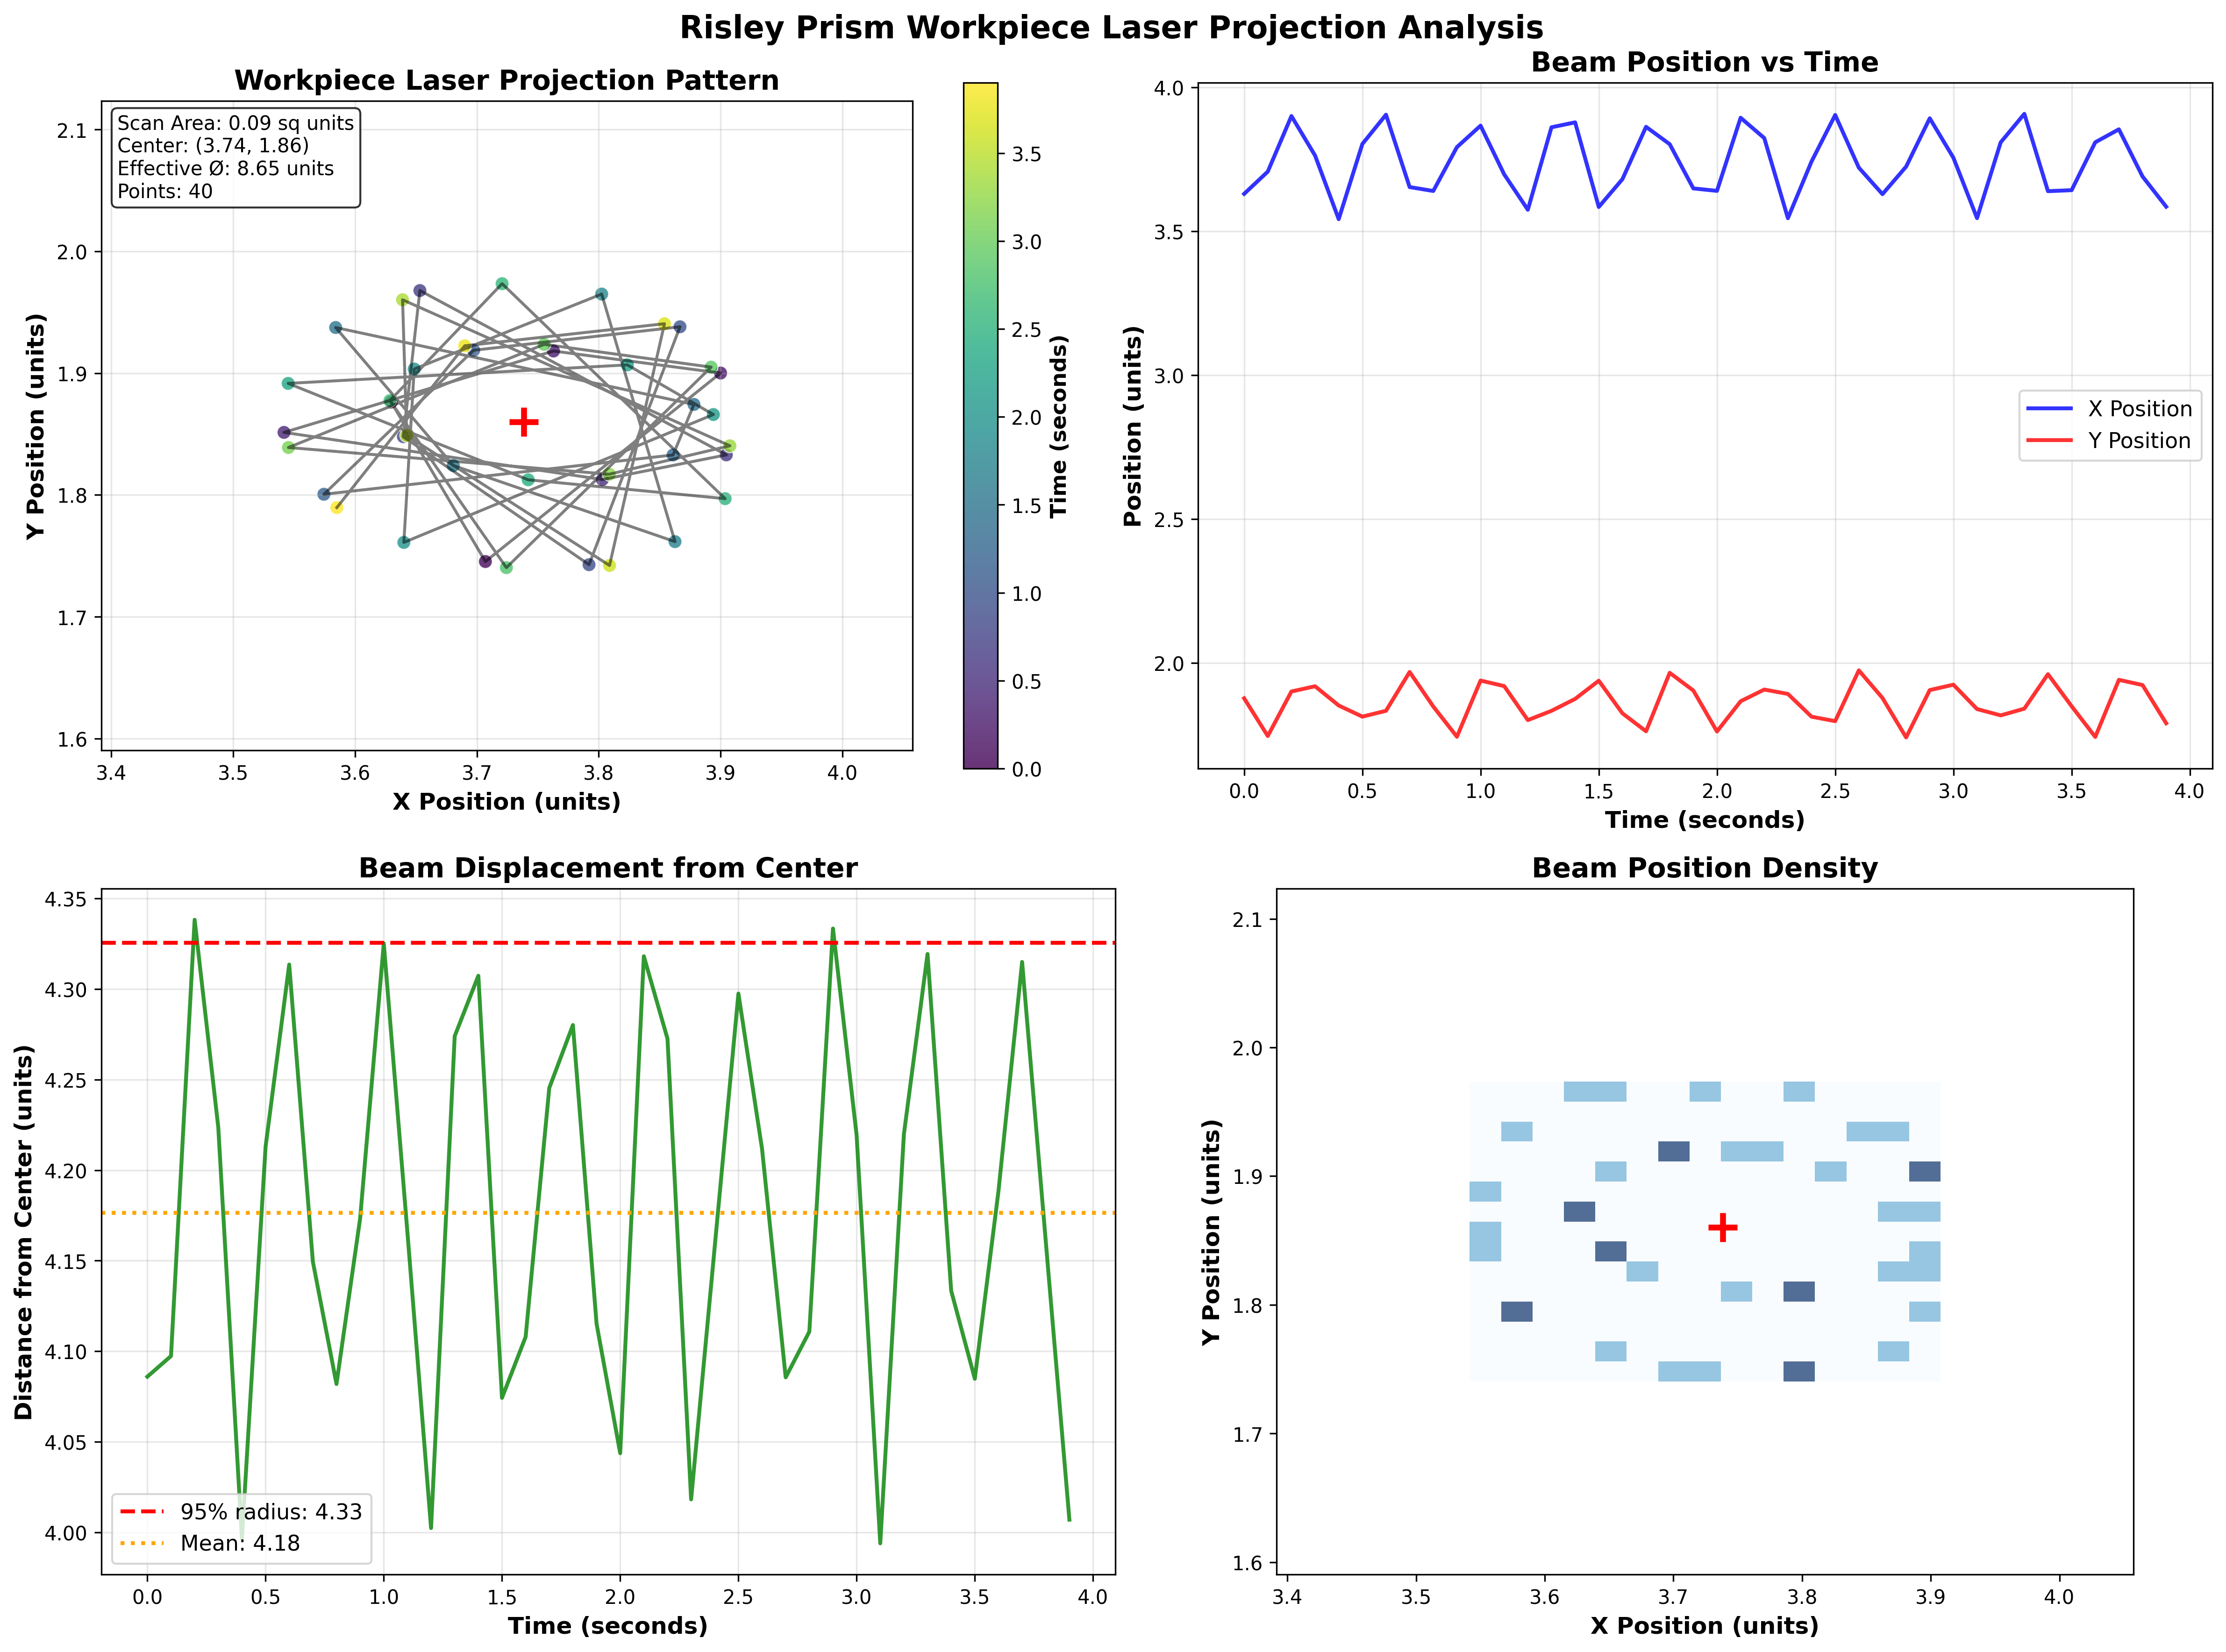 Risley Prism Workpiece Laser Projection Analysis
Workpiece Laser Projection Pattern
Scan Area: 0.09 sq units
Center: (3.74, 1.86)
Effective Ø: 8.65 units
Points: 40
2.1
2.0
1.9
1.8
1.7
1.6
Y Position (units)
3.4 3.5 3.6 3.7 3.8 3.9 4.0
X Position (units)
3.5
3.0
2.5
2.0
1.5
1.0
0.5
0.0
Time (seconds)
Beam Position vs Time
4.0
3.5
3.0
2.5
2.0
Position (units)
X Position
Y Position
0.0 0.5 1.0 1.5 2.0 2.5 3.0 3.5 4.0
Time (seconds)
Beam Displacement from Center
4.35
4.30
4.25
4.20
4.15
4.10
4.05
4.00
Distance from Center (units)
95% radius: 4.33
Mean: 4.18
0.0 0.5 1.0 1.5 2.0 2.5 3.0 3.5 4.0
Time (seconds)
Beam Position Density
2.1
2.0
1.9
1.8
1.7
1.6
Y Position (units)
3.4 3.5 3.6 3.7 3.8 3.9 4.0
X Position (units)